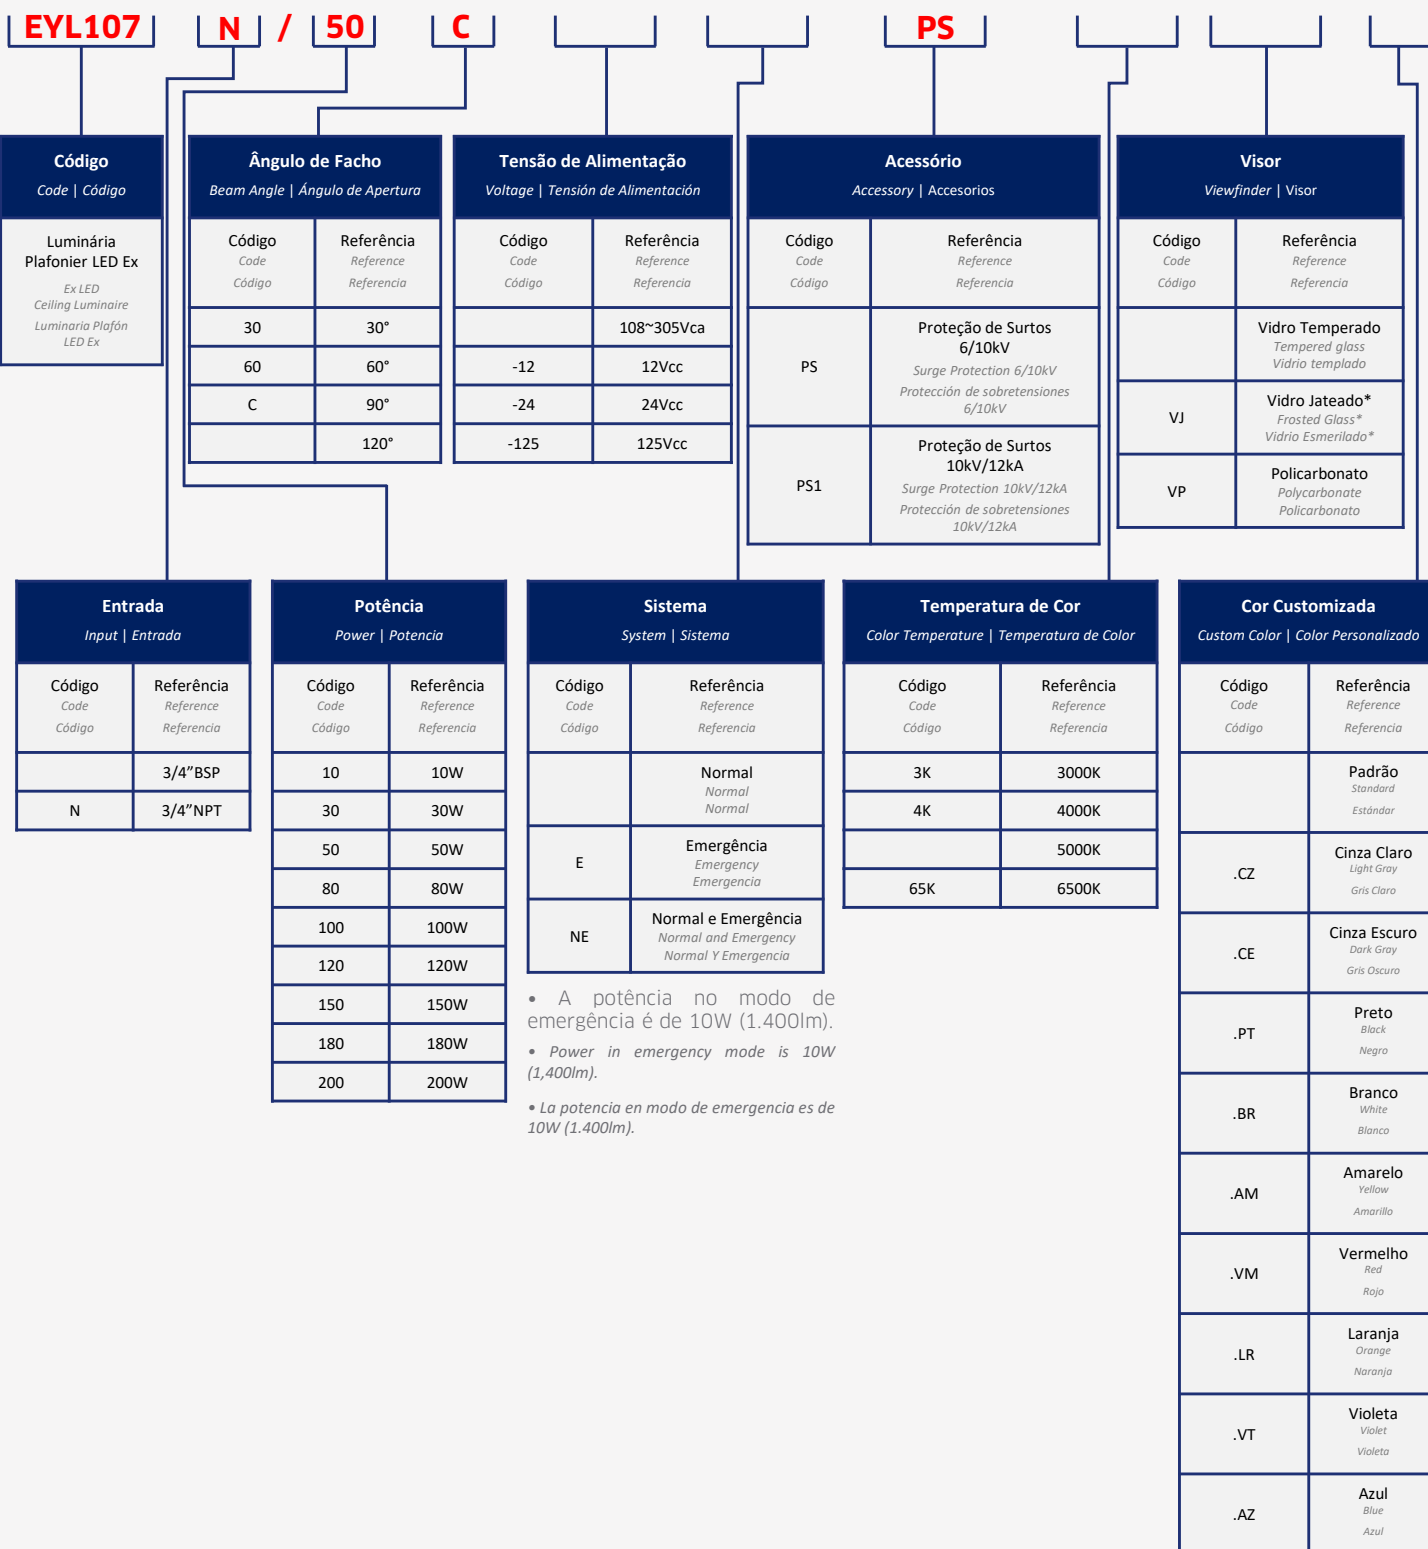 EYL107 N / 50 C PS
Código
Code | Código
Luminária
Plafonier LED Ex
Ex LED
Ceiling Luminaire
Luminaria Plafón
LED Ex
Ângulo de Facho
Beam Angle | Ángulo de Apertura
Código Referência
Code Reference
Código Referencia
30 30°
60 60°
C 90°
120°
Tensão de Alimentação
Voltage | Tensión de Alimentación
Código Referência
Code Reference
Código Referencia
108~305Vca
-12 12Vcc
-24 24Vcc
-125 125Vcc
Acessório
Accessory | Accesorios
Código Referência
Code Reference
Código Referencia
PS
Proteção de Surtos
6/10kV
Surge Protection 6/10kV
Protección de sobretensiones
6/10kV
PS1
Proteção de Surtos
10kV/12kA
Surge Protection 10kV/12kA
Protección de sobretensiones
10kV/12kA
Visor
Viewfinder | Visor
Código Referência
Code Reference
Código Referencia
Vidro Temperado
Tempered glass
Vidrio templado
VJ
Vidro Jateado*
Frosted Glass*
Vidrio Esmerilado*
VP
Policarbonato
Polycarbonate
Policarbonato
Entrada
Input | Entrada
Código Referência
Code Reference
Código Referencia
3/4”BSP
N 3/4”NPT
Potência
Power | Potencia
Código Referência
Code Reference
Código Referencia
10 10W
30 30W
50 50W
80 80W
100 100W
120 120W
150 150W
180 180W
200 200W
Sistema
System | Sistema
Código Referência
Code Reference
Código Referencia
Normal
Normal
Normal
E
Emergência
Emergency
Emergencia
NE
Normal e Emergência
Normal and Emergency
Normal Y Emergencia
• A potência no modo de
emergência é de 10W (1.400lm).
• Power in emergency mode is 10W
(1,400lm).
• La potencia en modo de emergencia es de
10W (1.400lm).
Temperatura de Cor
Color Temperature | Temperatura de Color
Código Referência
Code Reference
Código Referencia
3K 3000K
4K 4000K
5000K
65K 6500K
Cor Customizada
Custom Color | Color Personalizado
Código Referência
Code Reference
Código Referencia
Padrão
Standard
Estándar
.CZ
Cinza Claro
Light Gray
Gris Claro
.CE
Cinza Escuro
Dark Gray
Gris Oscuro
.PT
Preto
Black
Negro
.BR
Branco
White
Blanco
.AM
Amarelo
Yellow
Amarillo
.VM
Vermelho
Red
Rojo
.LR
Laranja
Orange
Naranja
.VT
Violeta
Violet
Violeta
.AZ
Azul
Blue
Azul